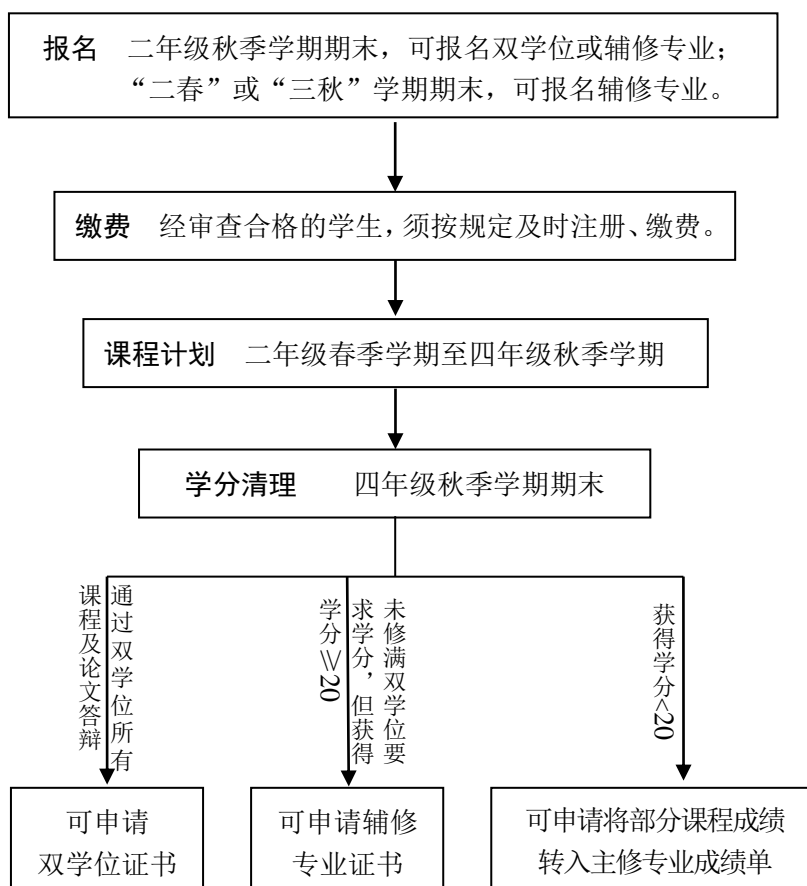 报名 二年级秋季学期期末，可报名双学位或辅修专业；
“二春”或“三秋”学期期末，可报名辅修专业。
缴费 经审查合格的学生，须按规定及时注册、缴费。
课程计划 二年级春季学期至四年级秋季学期
学分清理 四年级秋季学期期末
通过双学位所有
课程及论文答辩
未修满双学位要
求学分，但获得
学分≥20
获得学分<20
可申请
双学位证书
可申请辅修
专业证书
可申请将部分课程成绩
转入主修专业成绩单